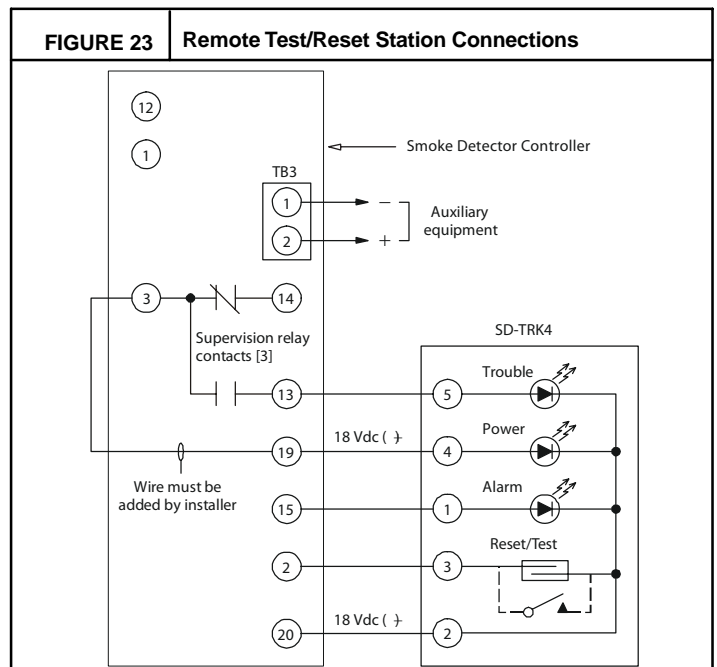 FIGURE 23 Remote Test/Reset Station Connections
12
1
Smoke Detector Controller
TB3
1
2
−
+
Auxiliary
equipment
3
14
Supervision relay
contacts [3]
13
SD-TRK4
5
Trouble
19
18 Vdc ( )
4
Power
Wire must be
added by installer
15
1
Alarm
2
3
Reset/Test
20
18 Vdc ( )
2